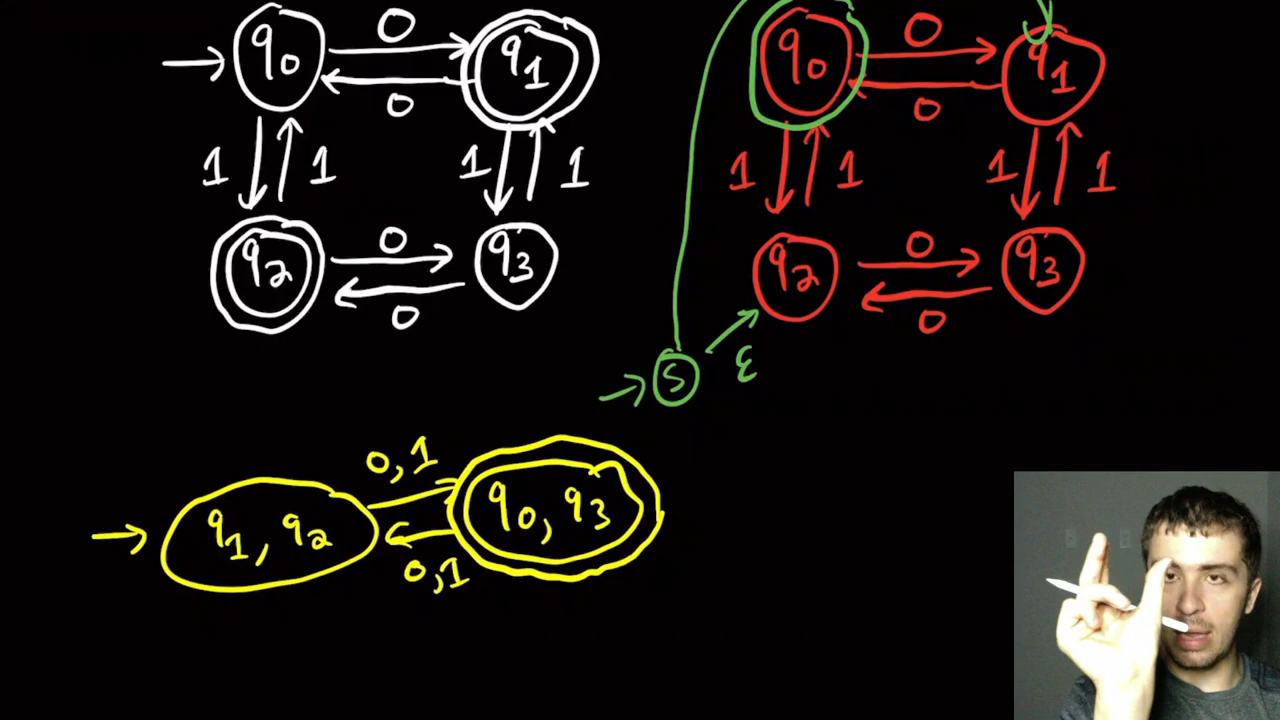 0 0
q0 q1 q0 q1
0 0
1 1 1 1 1 1 1 1
0 0
q2 q3 q2 q3
0 0
S ε
0,1
q1, q2 q0, q3
0,1